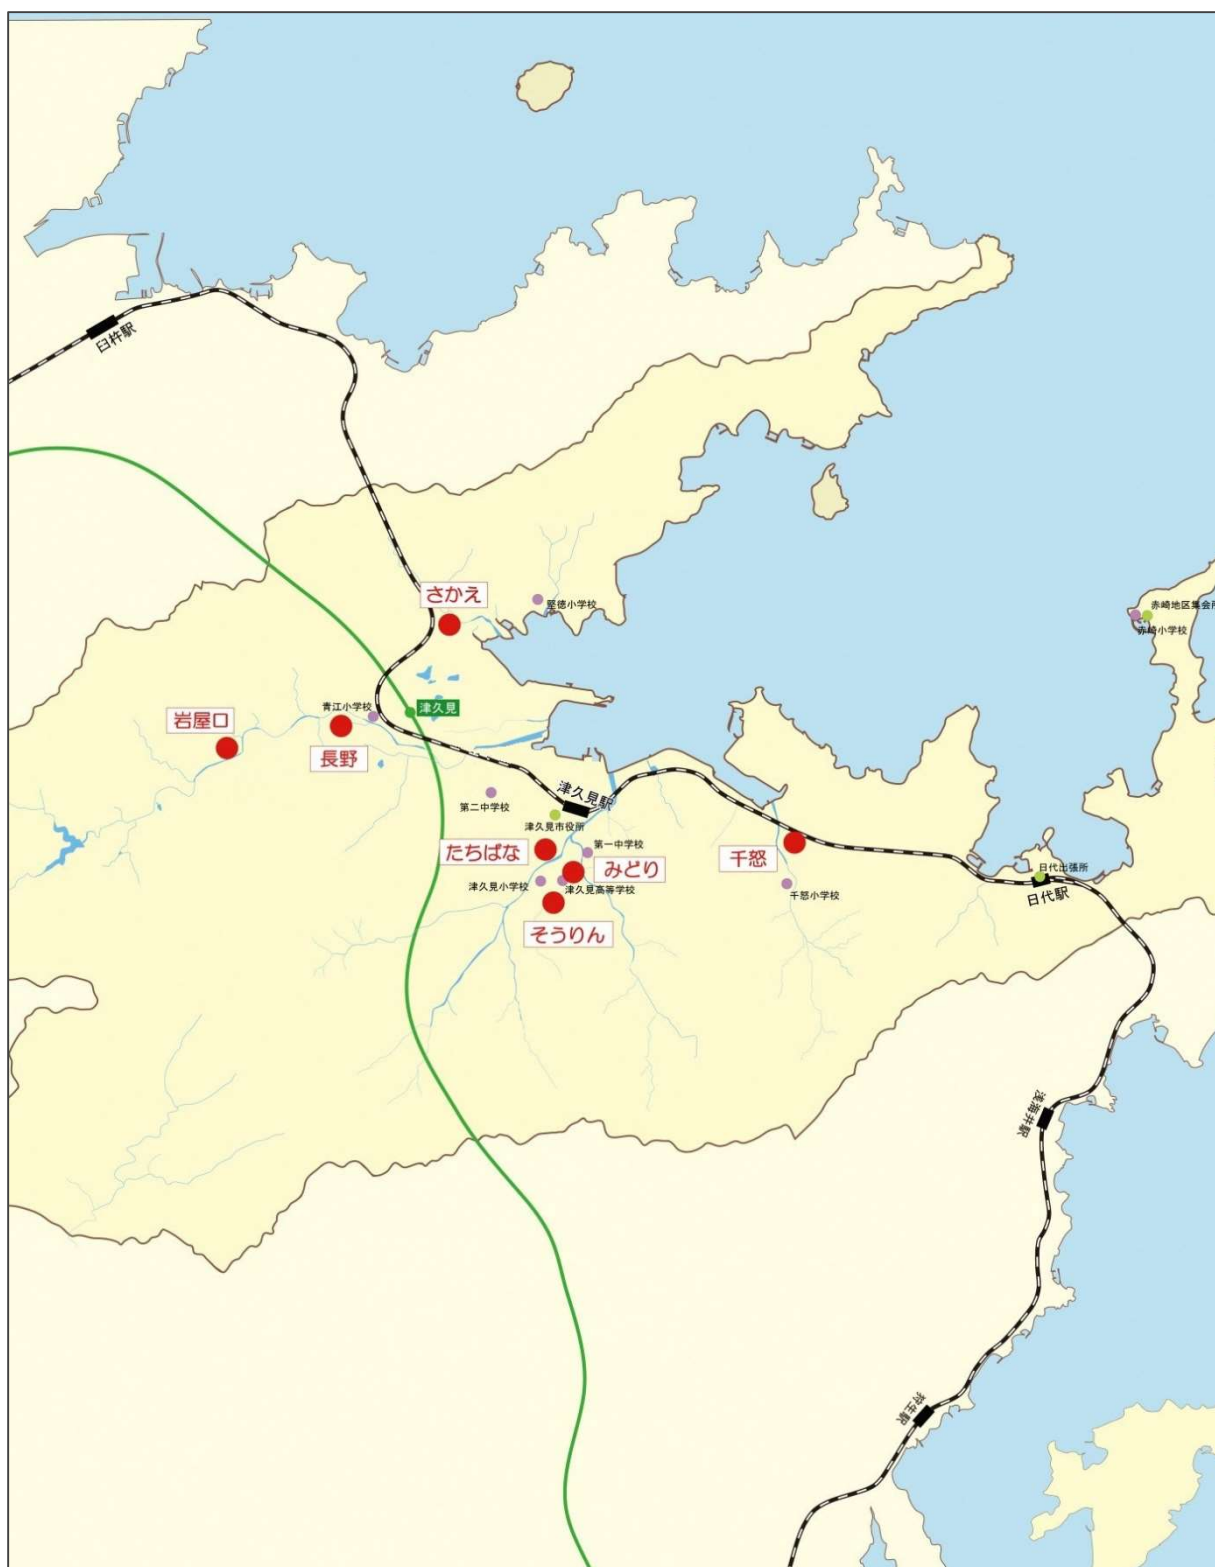 臼杵駅
さかえ
堅徳小学校
赤崎地区集会所
赤崎小学校
青江小学校
津久見
岩屋口
長野
第二中学校
津久見駅
津久見市役所
たちばな
第一中学校
みどり
千怒
津久見小学校
津久見高等学校
千怒小学校
日代出張所
日代駅
そうりん
浅海井駅
狩生駅